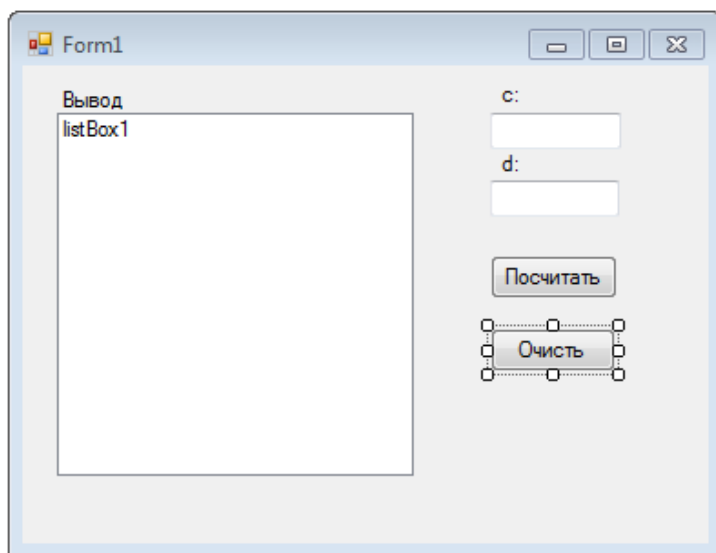 Form1
Вывод
listBox1
c:
d:
Посчитать
Очисть